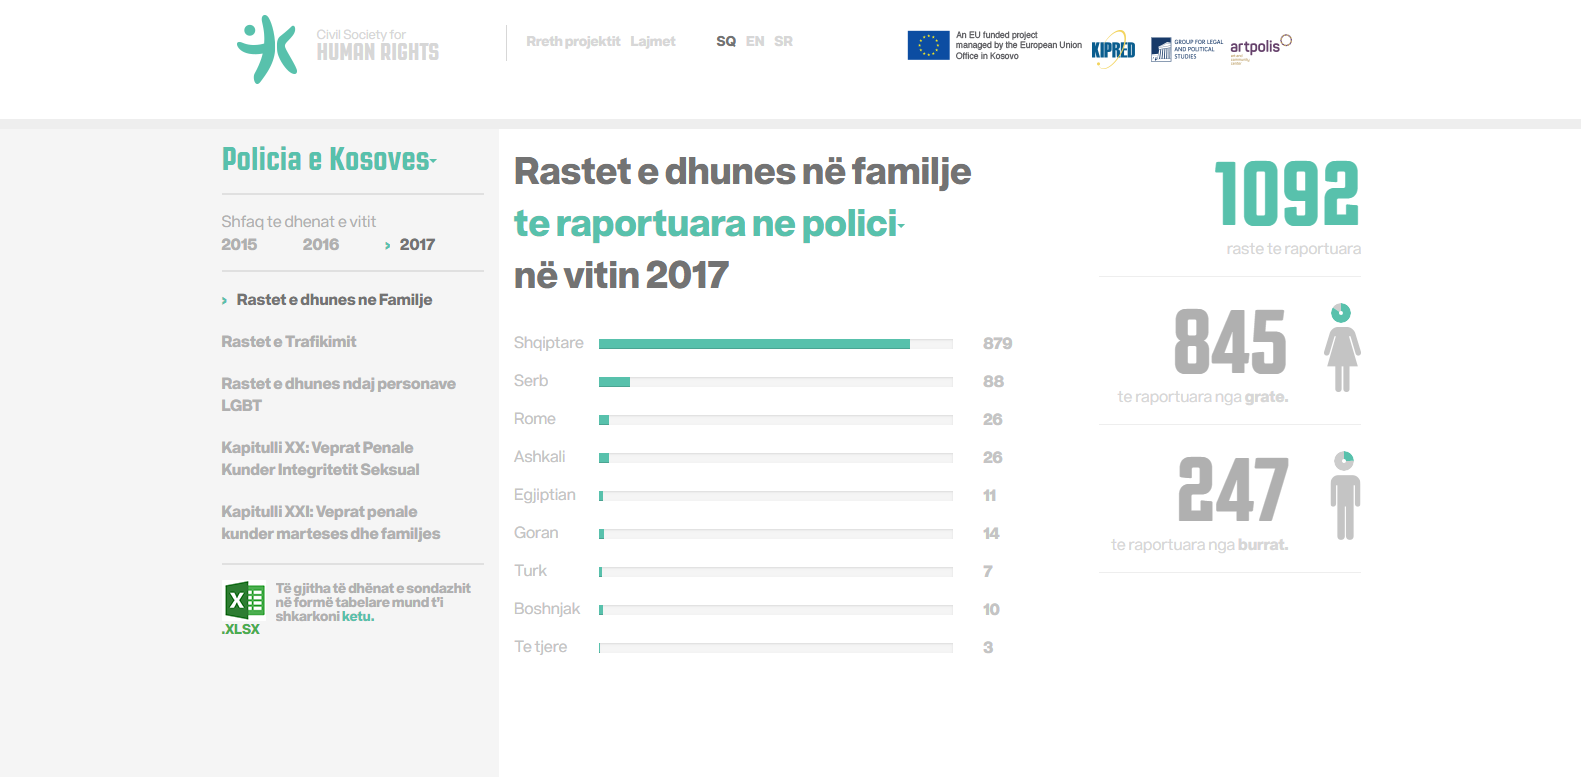 Civil Society for
HUMAN RIGHTS
Rreth projektit Lajmet SQ EN SR
An EU funded project
managed by the European Union
Office in Kosovo
KIPRED
GROUP FOR LEGAL
AND POLITICAL
STUDIES
artpolis
Policia e Kosoves
Shfaq te dhenat e vitit
2015 2016 › 2017
› Rastet e dhunes ne Familje
Rastet e Trafikimit
Rastet e dhunes ndaj personave
LGBT
Kapitulli XX: Veprat Penale
Kunder Integritetit Seksual
Kapitulli XXI: Veprat penale
kunder marteses dhe familjes
X
.XLSX
Të gjitha të dhënat e sondazhit
në formë tabelare mund t'i
shkarkoni ketu.
Rastet e dhunes në familje
te raportuara ne polici
në vitin 2017
Shqiptare 879
Serb 88
Rome 26
Ashkali 26
Egjiptian 11
Goran 14
Turk 7
Boshnjak 10
Te tjere 3
1092
raste te raportuara
845
te raportuara nga grate.
247
te raportuara nga burrat.